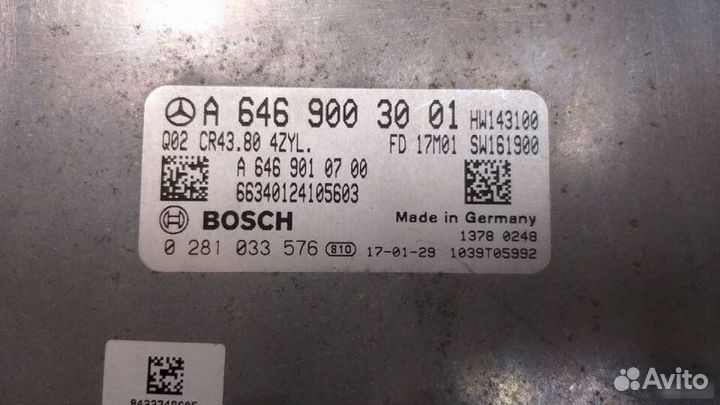 A 646 900 30 01 HW143100
Q02 CR43.80 4ZYL. FD 17M01 SW161900
A 646 901 07 00
66340124105603
BOSCH Made in Germany
1378 0248
0 281 033 576 810 17-01-29 1039T05992
Avito